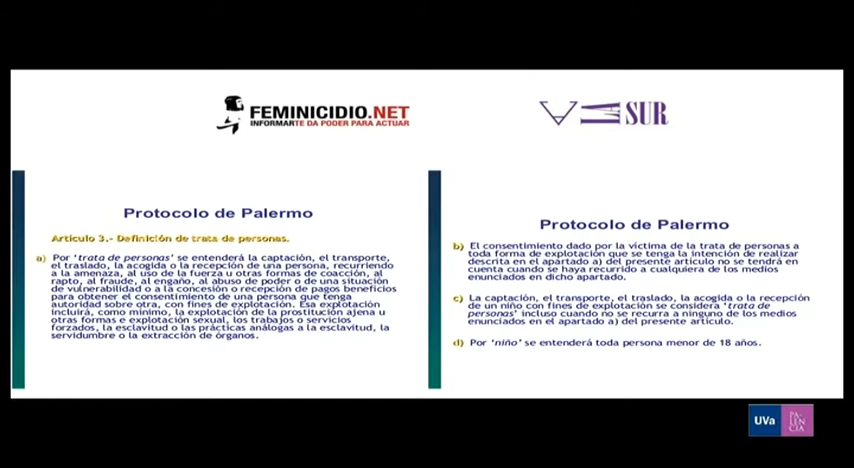 FEMINICIDIO.NET
INFORMARTE DA PODER PARA ACTUAR
SUR
Protocolo de Palermo
Artículo 3.- Definición de trata de personas.
a) Por ‘trata de personas’ se entenderá la captación, el transporte,
el traslado, la acogida o la recepción de una persona, recurriendo
a la amenaza, al uso de la fuerza u otras formas de coacción, al
rapto, al fraude, al engaño, al abuso de poder o de una situación
de vulnerabilidad o a la concesión o recepción de pagos beneficios
para obtener el consentimiento de una persona que tenga
autoridad sobre otra, con fines de explotación. Esa explotación
incluirá, como mínimo, la explotación de la prostitución ajena u
otras formas e explotación sexual, los trabajos o servicios
forzados, la esclavitud o las prácticas análogas a la esclavitud, la
servidumbre o la extracción de órganos.
Protocolo de Palermo
b) El consentimiento dado por la víctima de la trata de personas a
toda forma de explotación que se tenga la intención de realizar
descrita en el apartado a) del presente artículo no se tendrá en
cuenta cuando se haya recurrido a cualquiera de los medios
enunciados en dicho apartado.
c) La captación, el transporte, el traslado, la acogida o la recepción
de un niño con fines de explotación se considera ‘trata de
personas’ incluso cuando no se recurra a ninguno de los medios
enunciados en el apartado a) del presente artículo.
d) Por ‘niño’ se entenderá toda persona menor de 18 años.
UVa
PA-
LEN
CIA